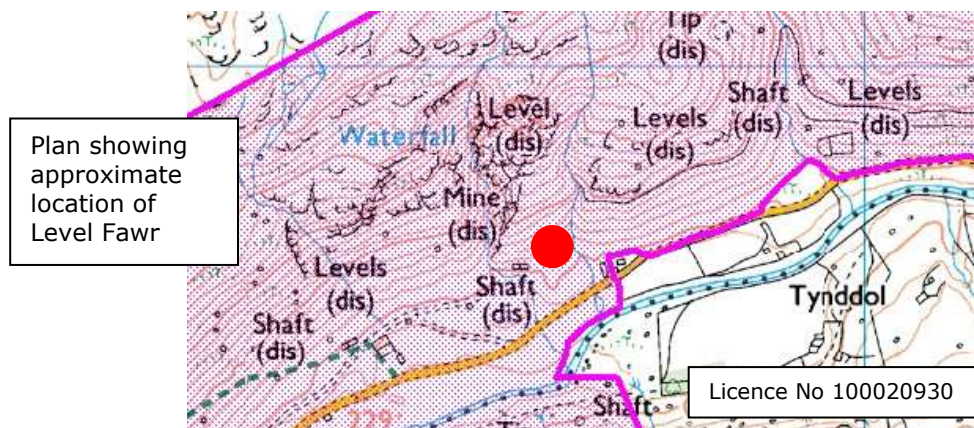 Plan showing
approximate
location of
Level Fawr
Tip
(dis)
Level
(dis)
Levels
(dis)
Shaft
(dis)
Levels
(dis)
Waterfall
Mine
(dis)
Levels
(dis)
Shaft
(dis)
Shaft
(dis)
Tynddol
229
Shaft
Licence No 100020930